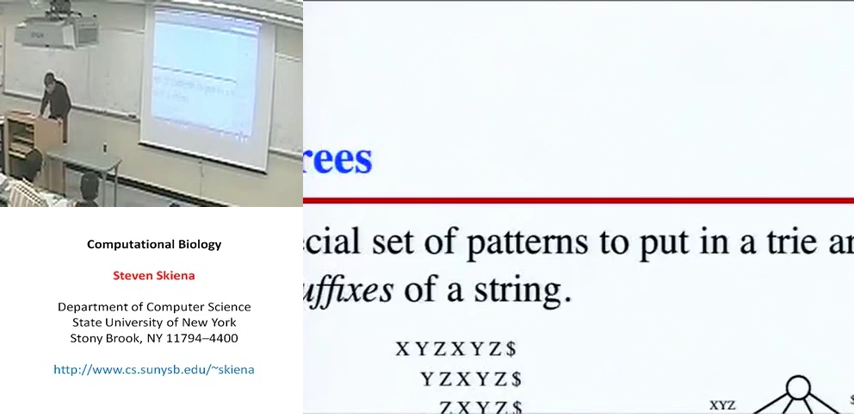 Computational Biology
Steven Skiena
Department of Computer Science
State University of New York
Stony Brook, NY 11794–4400
http://www.cs.sunysb.edu/~skiena
rees
cial set of patterns to put in a trie ar
uffixes of a string.
XYZXYZ$
YZXYZ$
ZXYZ$
XYZ
$